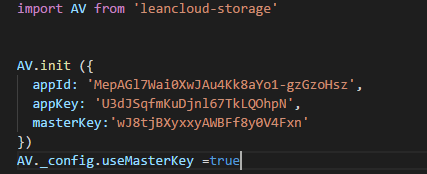 import AV from 'leancloud-storage'
AV.init ({
appId: 'MepAGl7Wai0XwJAu4Kk8aYo1-gzGzoHsz',
appKey: 'U3dJSqfmKuDjnl67TkLQOhpN',
masterKey:'wJ8tjBXyxxyAWBFf8y0V4Fxn'
})
AV._config.useMasterKey =true